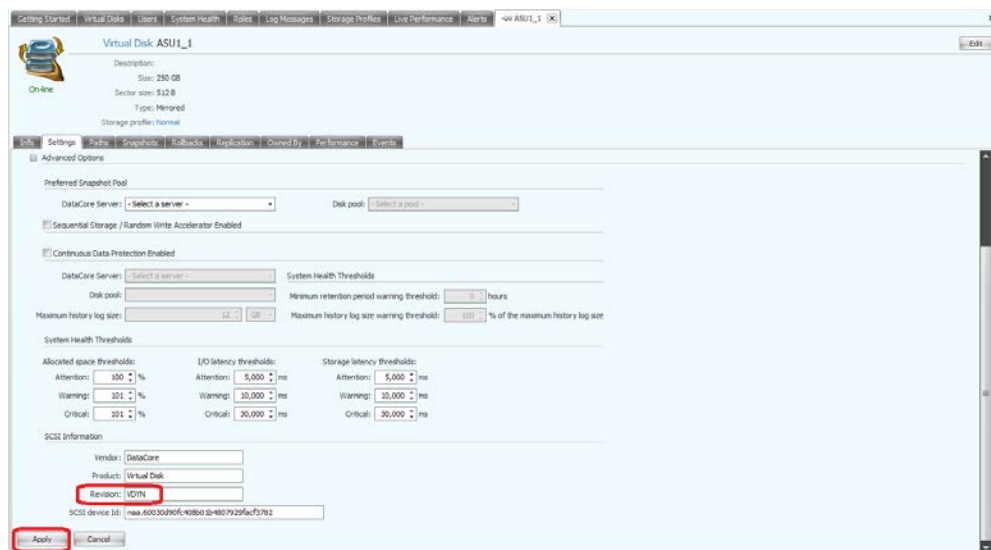 Getting Started Virtual Disks Users System Health Roles Log Messages Storage Profiles Live Performance Alerts ASU1_1
Virtual Disk ASU1_1
Edit
Description:
Size: 250 GB
On-line
Sector size: 512 B
Type: Mirrored
Storage profile: Normal
Info Settings Paths Snapshots Rollbacks Replication Owned By Performance Events
Advanced Options
Preferred Snapshot Pool
DataCore Server: - Select a server - Disk pool: - Select a pool -
Sequential Storage / Random Write Accelerator Enabled
Continuous Data Protection Enabled
DataCore Server: - Select a server - System Health Thresholds
Disk pool: Minimum retention period warning threshold: 0 hours
Maximum history log size: 12 GB Maximum history log size warning threshold: 100 % of the maximum history log size
System Health Thresholds
Allocated space thresholds: I/O latency thresholds: Storage latency thresholds:
Attention: 100 % Attention: 5,000 ms Attention: 5,000 ms
Warning: 101 % Warning: 10,000 ms Warning: 10,000 ms
Critical: 101 % Critical: 30,000 ms Critical: 30,000 ms
SCSI Information
Vendor: DataCore
Product: Virtual Disk
Revision: VDYN
SCSI device Id:
Apply Cancel